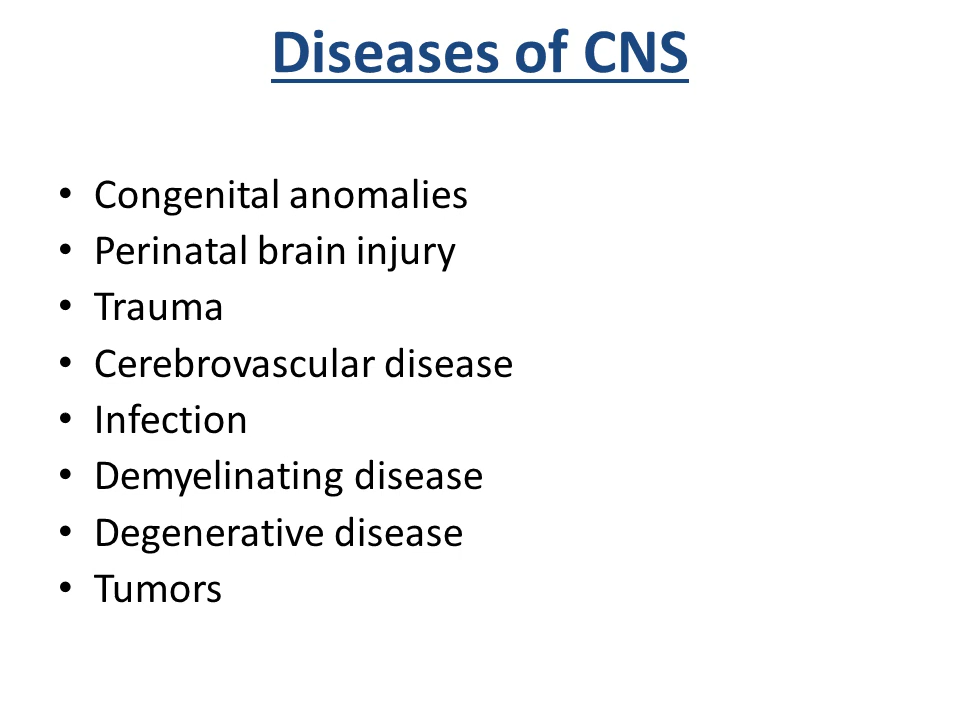 Diseases of CNS
• Congenital anomalies
• Perinatal brain injury
• Trauma
• Cerebrovascular disease
• Infection
• Demyelinating disease
• Degenerative disease
• Tumors